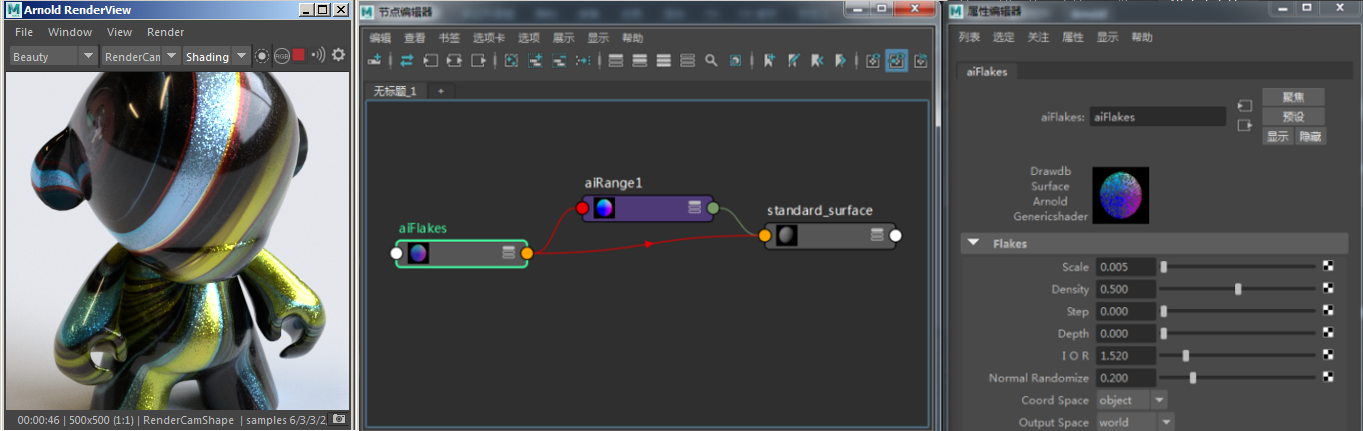 Arnold RenderView
File Window View Render
Beauty RenderCam Shading
00:00:46 | 500x500 (1:1) | RenderCamShape | samples 6/3/3/2
节点编辑器
编辑 查看 书签 选项卡 选项 展示 显示 帮助
无标题_1 +
aiRange1
standard_surface
aiFlakes
属性编辑器
列表 选定 关注 属性 显示 帮助
aiFlakes
聚焦
aiFlakes: aiFlakes
预设
显示 隐藏
Drawdb
Surface
Arnold
Genericshader
Flakes
Scale 0.005
Density 0.500
Step 0.000
Depth 0.000
I O R 1.520
Normal Randomize 0.200
Coord Space object
Output Space world